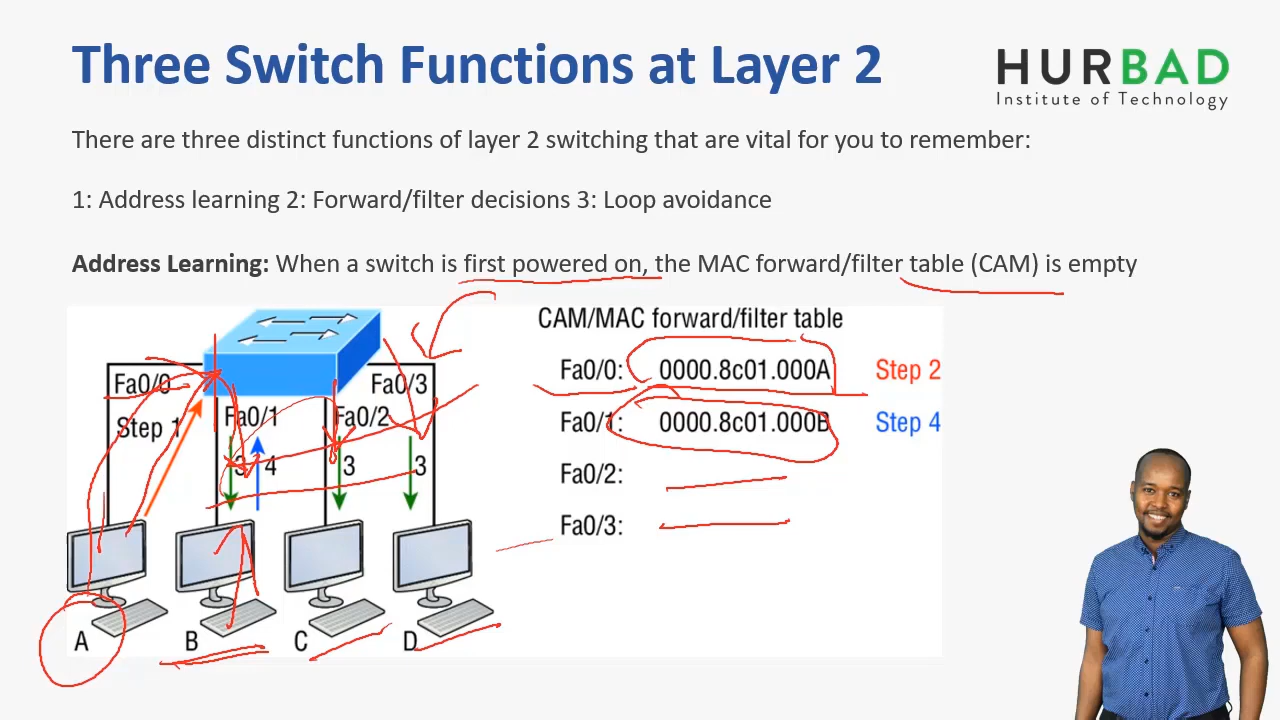 Three Switch Functions at Layer 2
HURBAD
Institute of Technology
There are three distinct functions of layer 2 switching that are vital for you to remember:
1: Address learning 2: Forward/filter decisions 3: Loop avoidance
Address Learning: When a switch is first powered on, the MAC forward/filter table (CAM) is empty
CAM/MAC forward/filter table
Fa0/0: 0000.8c01.000A Step 2
Fa0/1: 0000.8c01.000B Step 4
Fa0/2:
Fa0/3:
Fa0/0 Fa0/3
Step 1 Fa0/1 Fa0/2
3 4 3 3
A B C D